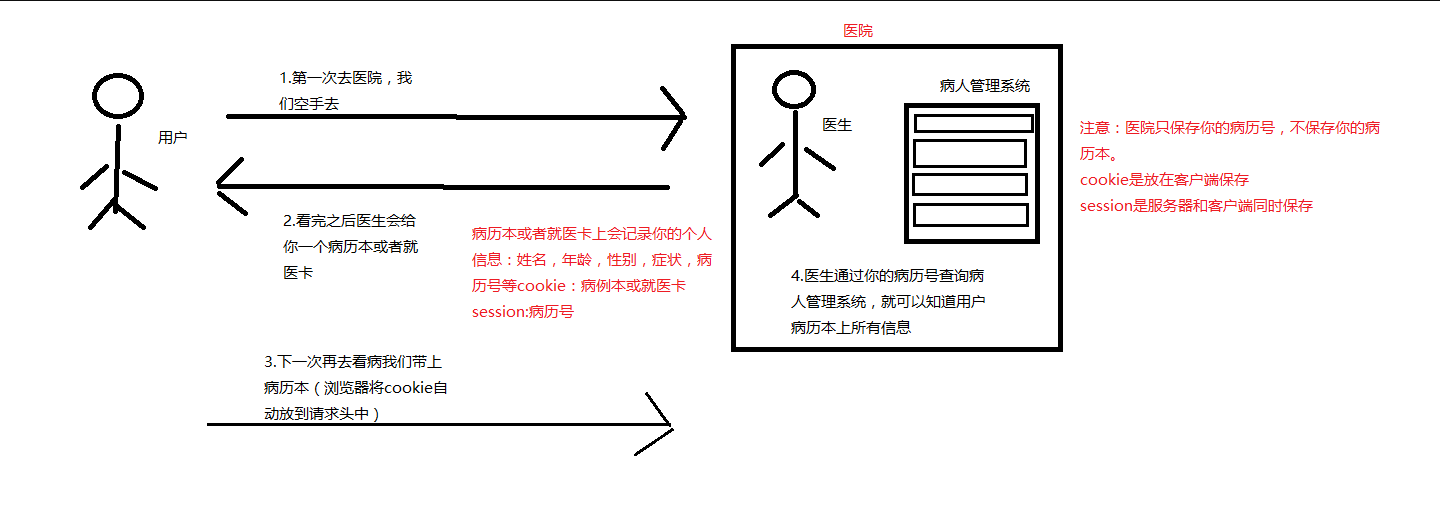 医院
1.第一次去医院，我
们空手去
用户
病人管理系统
医生
注意：医院只保存你的病历号，不保存你的病
历本。
cookie是放在客户端保存
session是服务器和客户端同时保存
2.看完之后医生会给
你一个病历本或者就
医卡
病历本或者就医卡上会记录你的个人
信息：姓名，年龄，性别，症状，病
历号等cookie：病例本或就医卡
session:病历号
4.医生通过你的病历号查询病
人管理系统，就可以知道用户
病历本上所有信息
3.下一次再去看病我们带上
病历本（浏览器将cookie自
动放到请求头中）